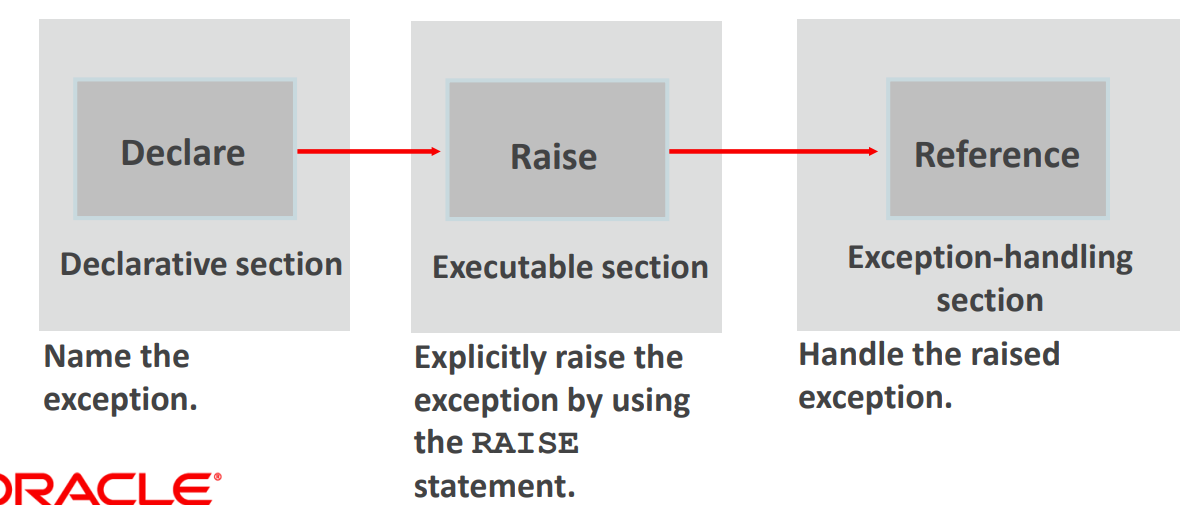 Declare
Raise
Reference
Declarative section
Executable section
Exception-handling
section
Name the
exception.
Explicitly raise the
exception by using
the RAISE
statement.
Handle the raised
exception.
ORACLE®